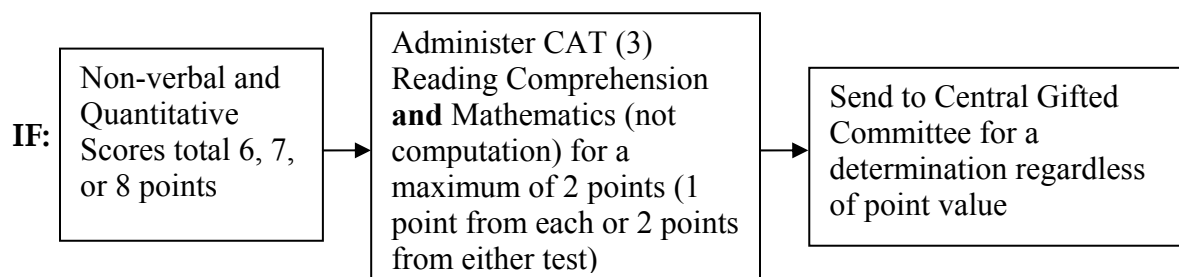 IF:
Non-verbal and
Quantitative
Scores total 6, 7,
or 8 points
Administer CAT (3)
Reading Comprehension
and Mathematics (not
computation) for a
maximum of 2 points (1
point from each or 2 points
from either test)
Send to Central Gifted
Committee for a
determination regardless
of point value